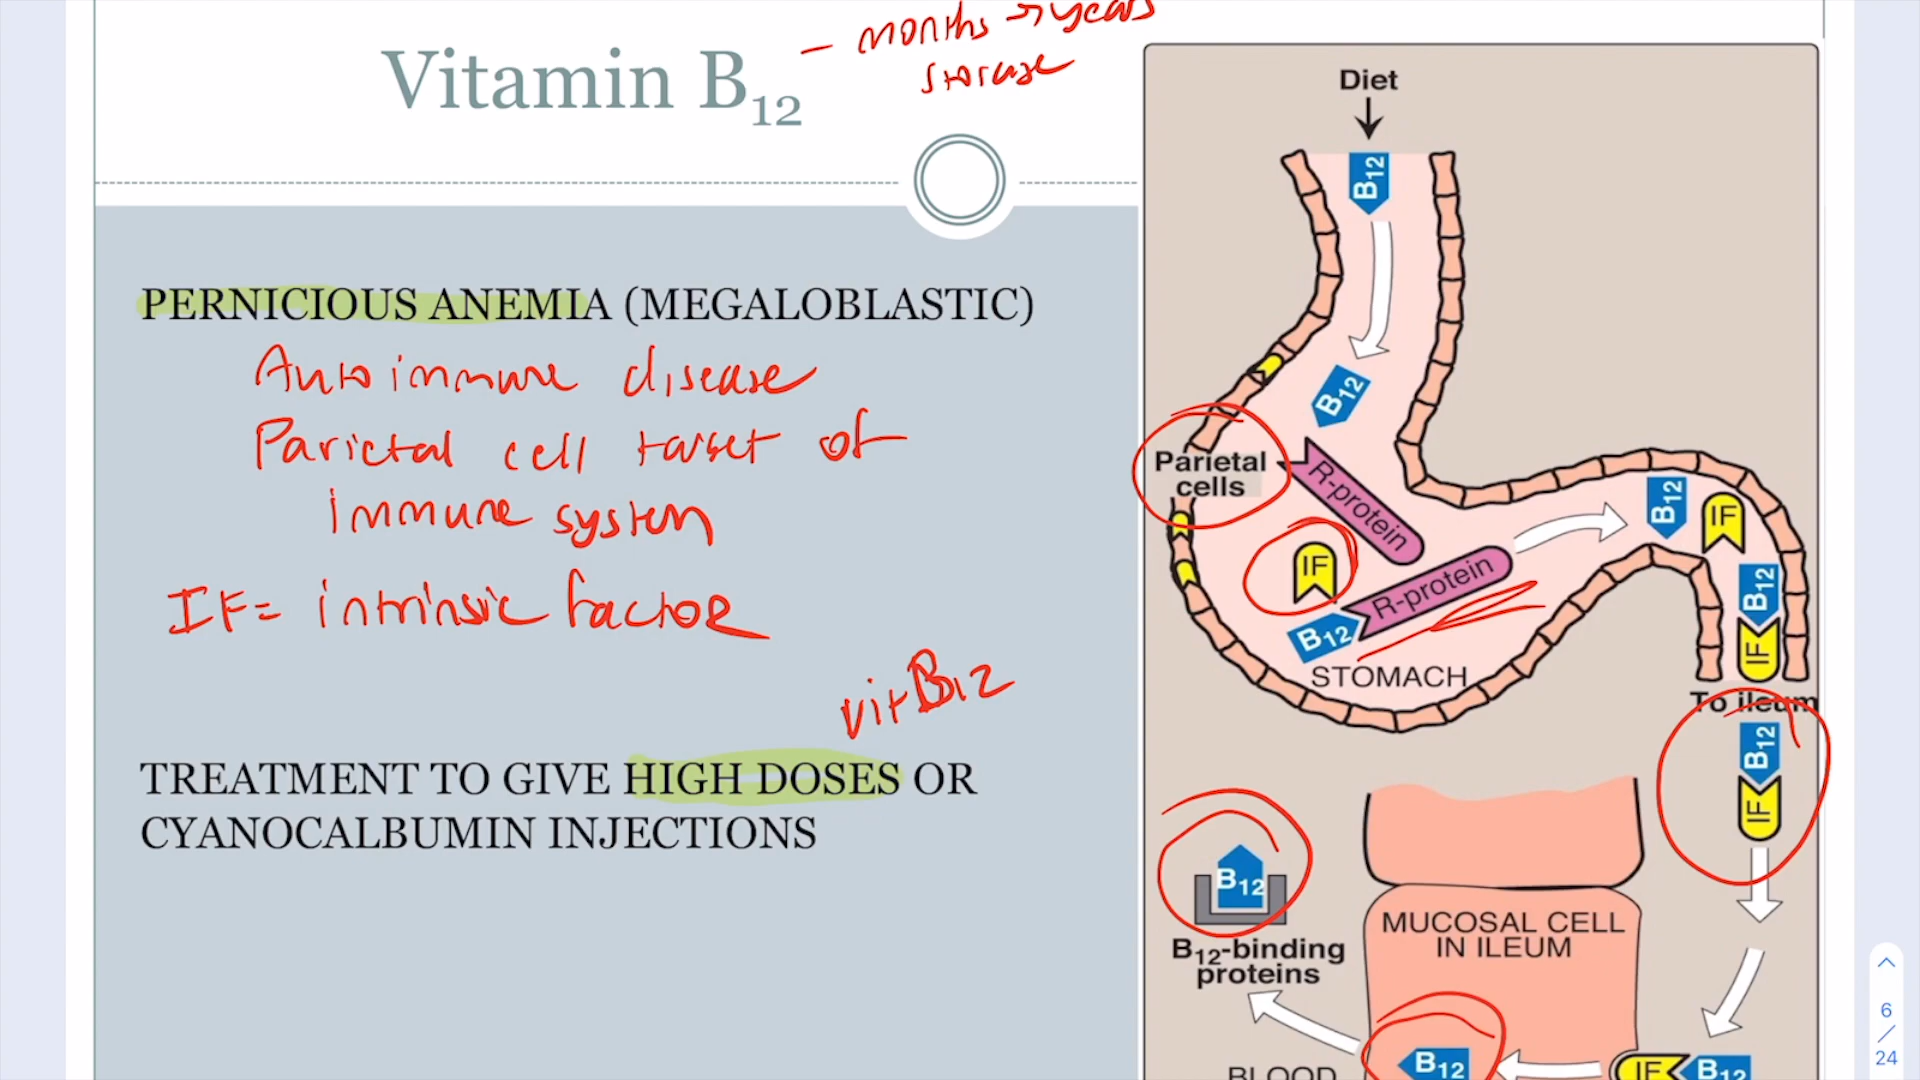 Vitamin B12
– months → years
storage
PERNICIOUS ANEMIA (MEGALOBLASTIC)
Autoimmune disease
Parietal cell target of
immune system
IF = intrinsic factor
vit B12
TREATMENT TO GIVE HIGH DOSES OR
CYANOCALBUMIN INJECTIONS
Diet
B12
B12
Parietal
cells
R-protein
IF
R-protein
B12
STOMACH
B12
IF
B12
IF
To ileum
B12
IF
B12
B12-binding
proteins
MUCOSAL CELL
IN ILEUM
B12
IF
B12
BLOOD
6
/
24